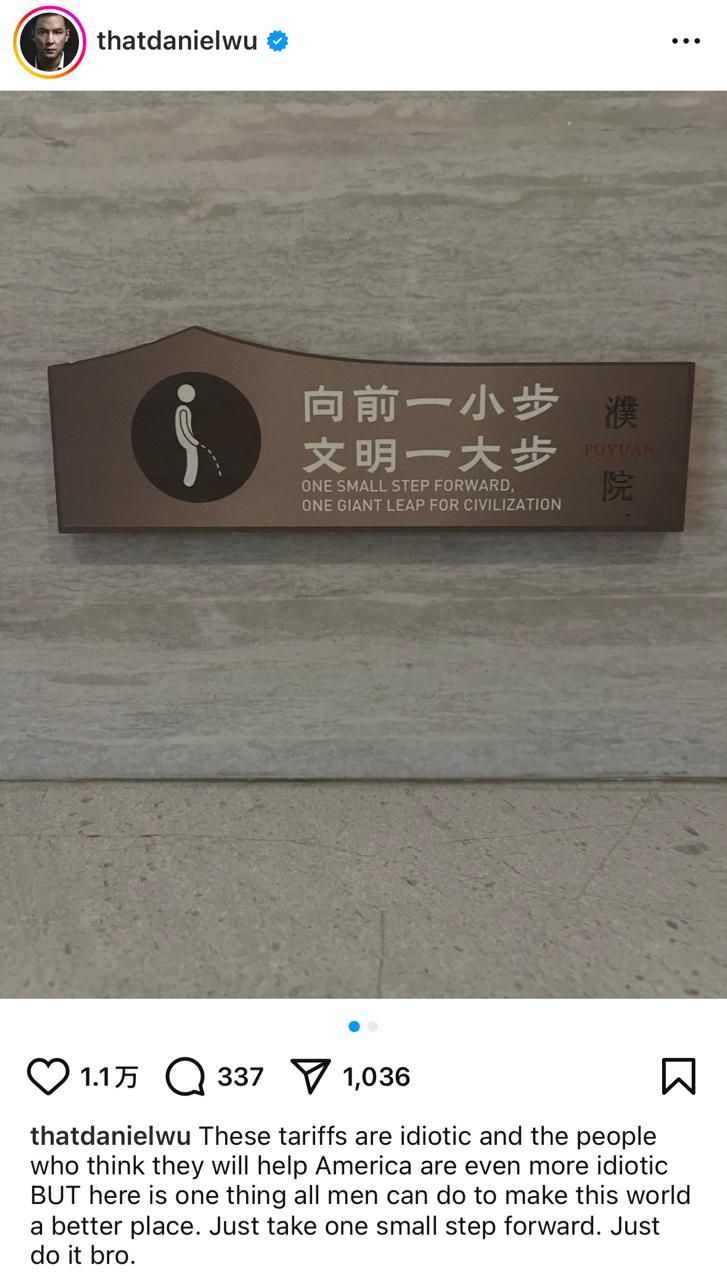 thatdanielwu
向前一小步
文明一大步
ONE SMALL STEP FORWARD,
ONE GIANT LEAP FOR CIVILIZATION
濮
PUYUAN
院
1.1万 337 1,036
thatdanielwu These tariffs are idiotic and the people
who think they will help America are even more idiotic
BUT here is one thing all men can do to make this world
a better place. Just take one small step forward. Just
do it bro.